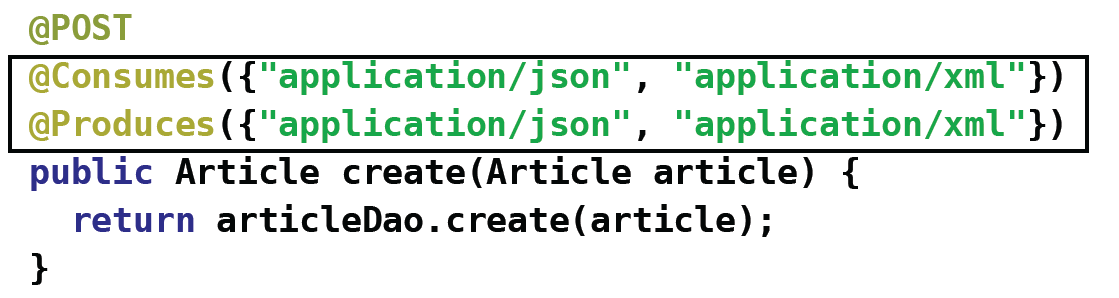 @POST
@Consumes({"application/json", "application/xml"})
@Produces({"application/json", "application/xml"})
public Article create(Article article) {
  return articleDao.create(article);
}